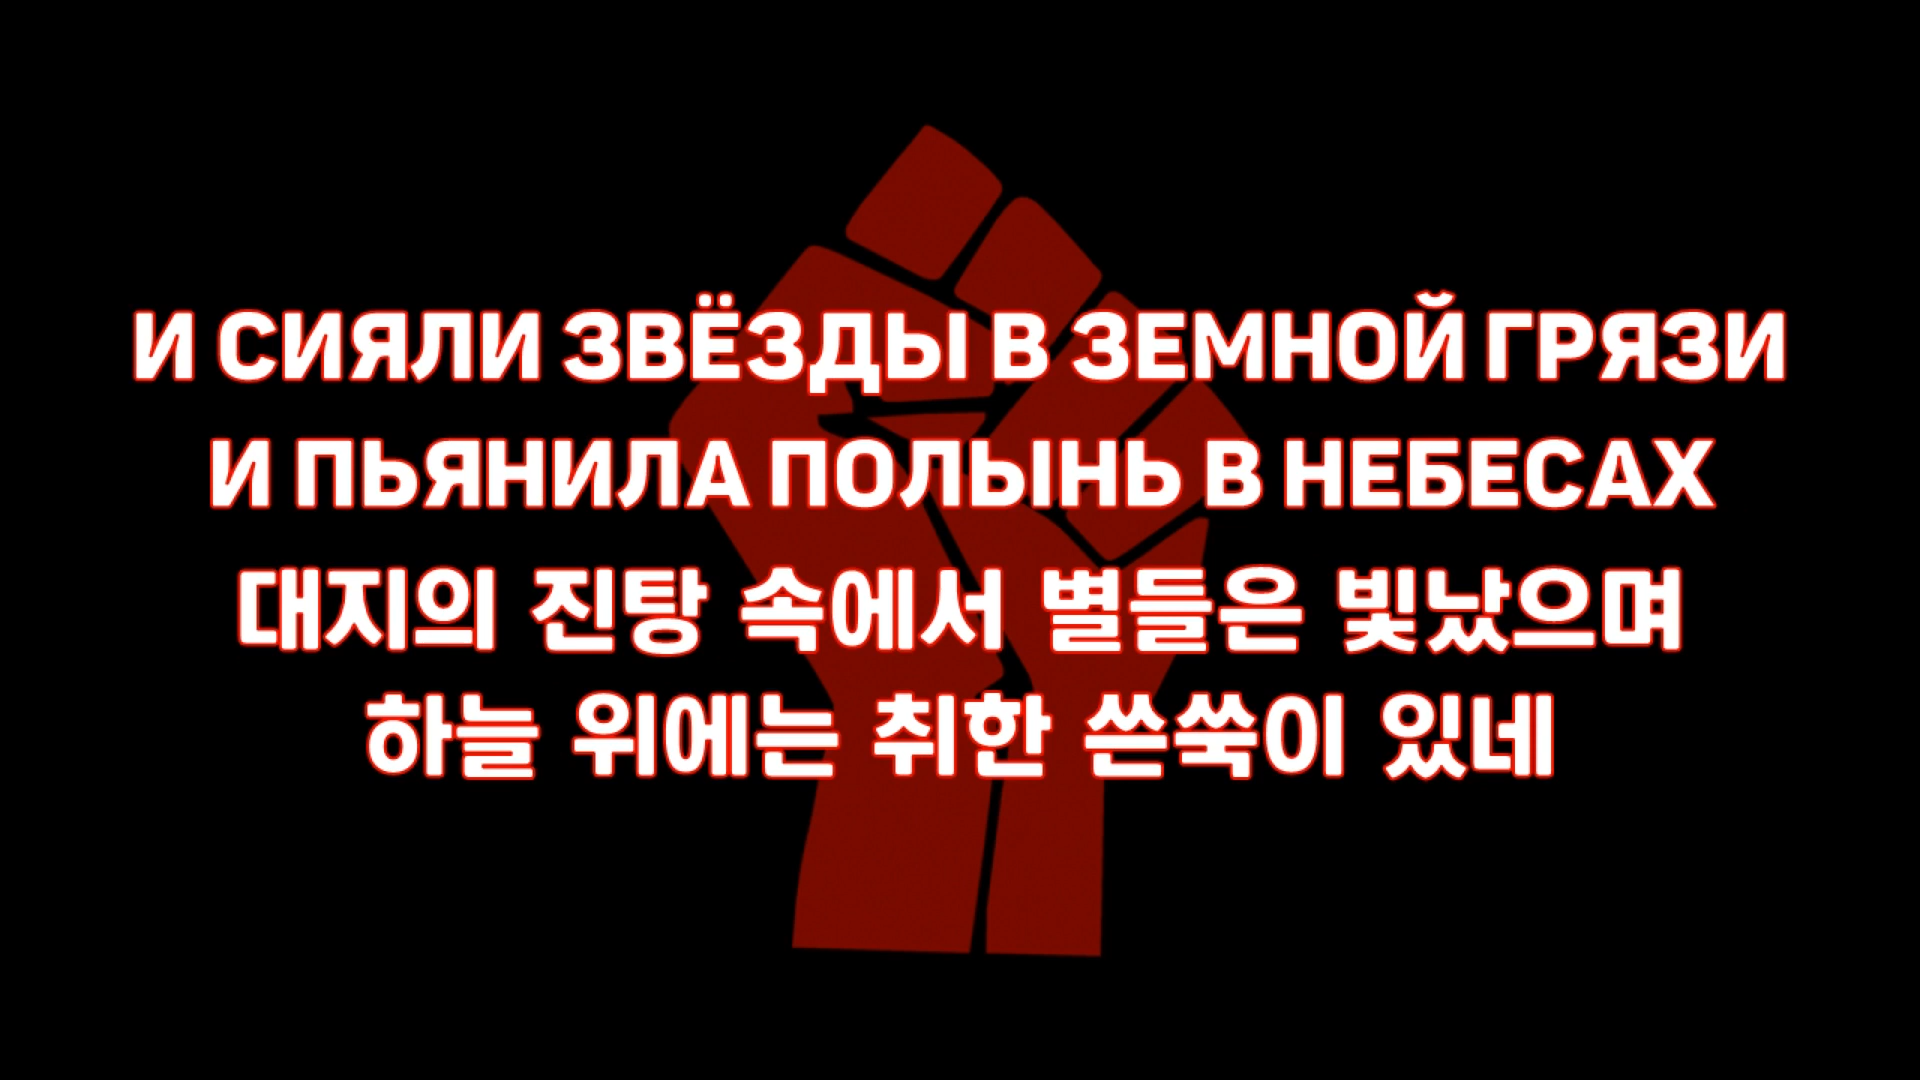 И СИЯЛИ ЗВЁЗДЫ В ЗЕМНОЙ ГРЯЗИ
И ПЬЯНИЛА ПОЛЫНЬ В НЕБЕСАХ
대지의 진탕 속에서 별들은 빛났으며
하늘 위에는 취한 쓴쑥이 있네